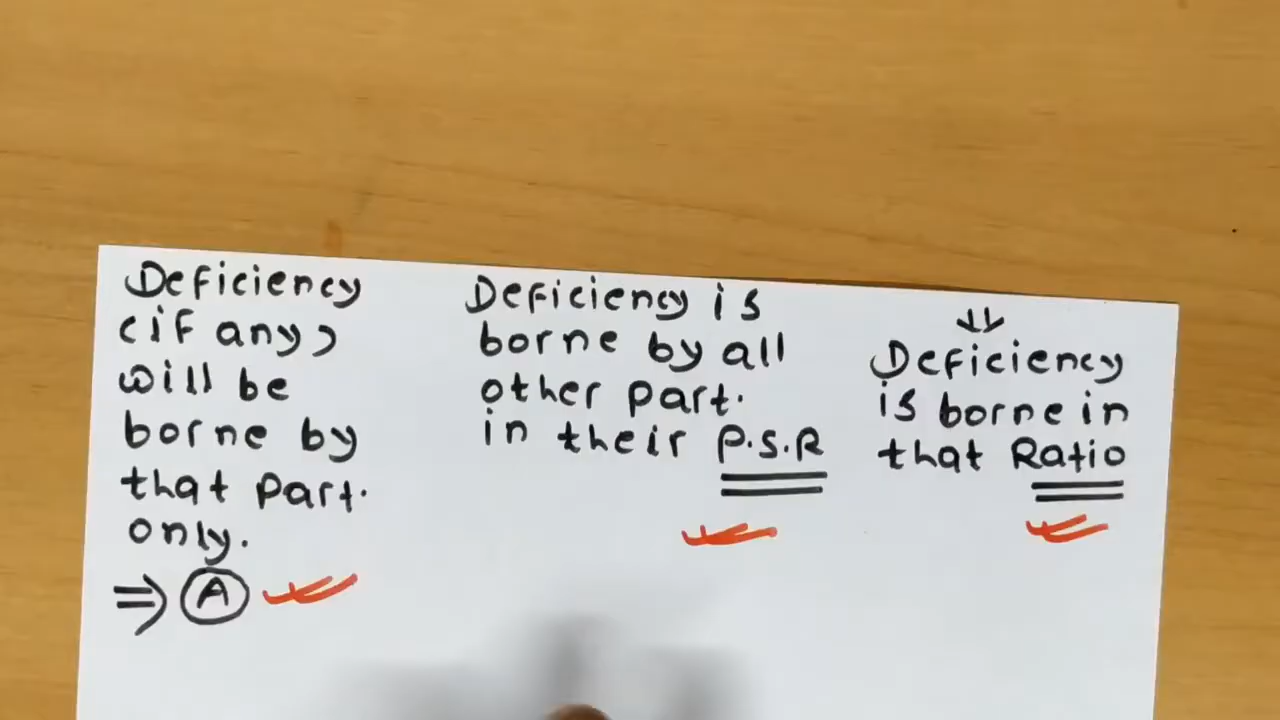 Deficiency
(if any)
will be
borne by
that Part.
only.
⇒ A
Deficiency is
borne by all
other Part.
in their P.S.R
Deficiency
is borne in
that Ratio